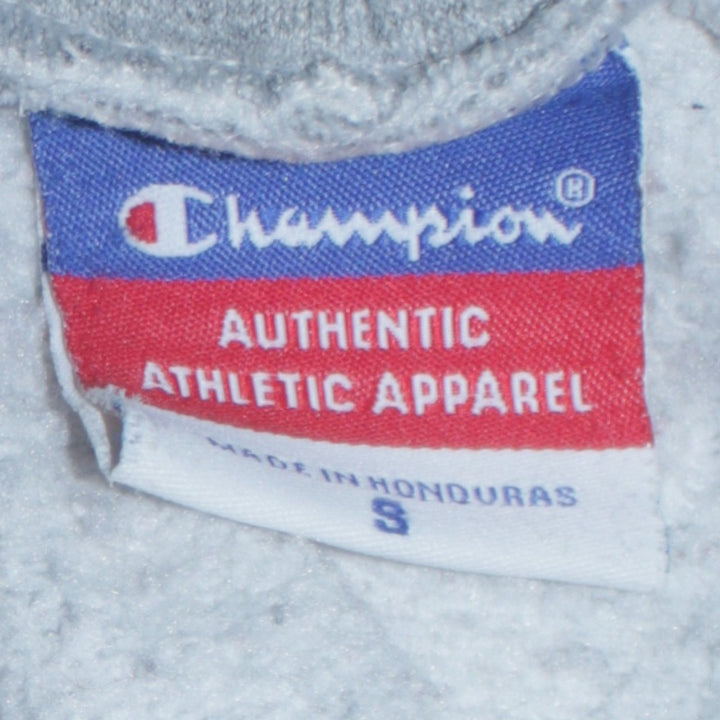 Champion®
AUTHENTIC
ATHLETIC APPAREL
MADE IN HONDURAS
S